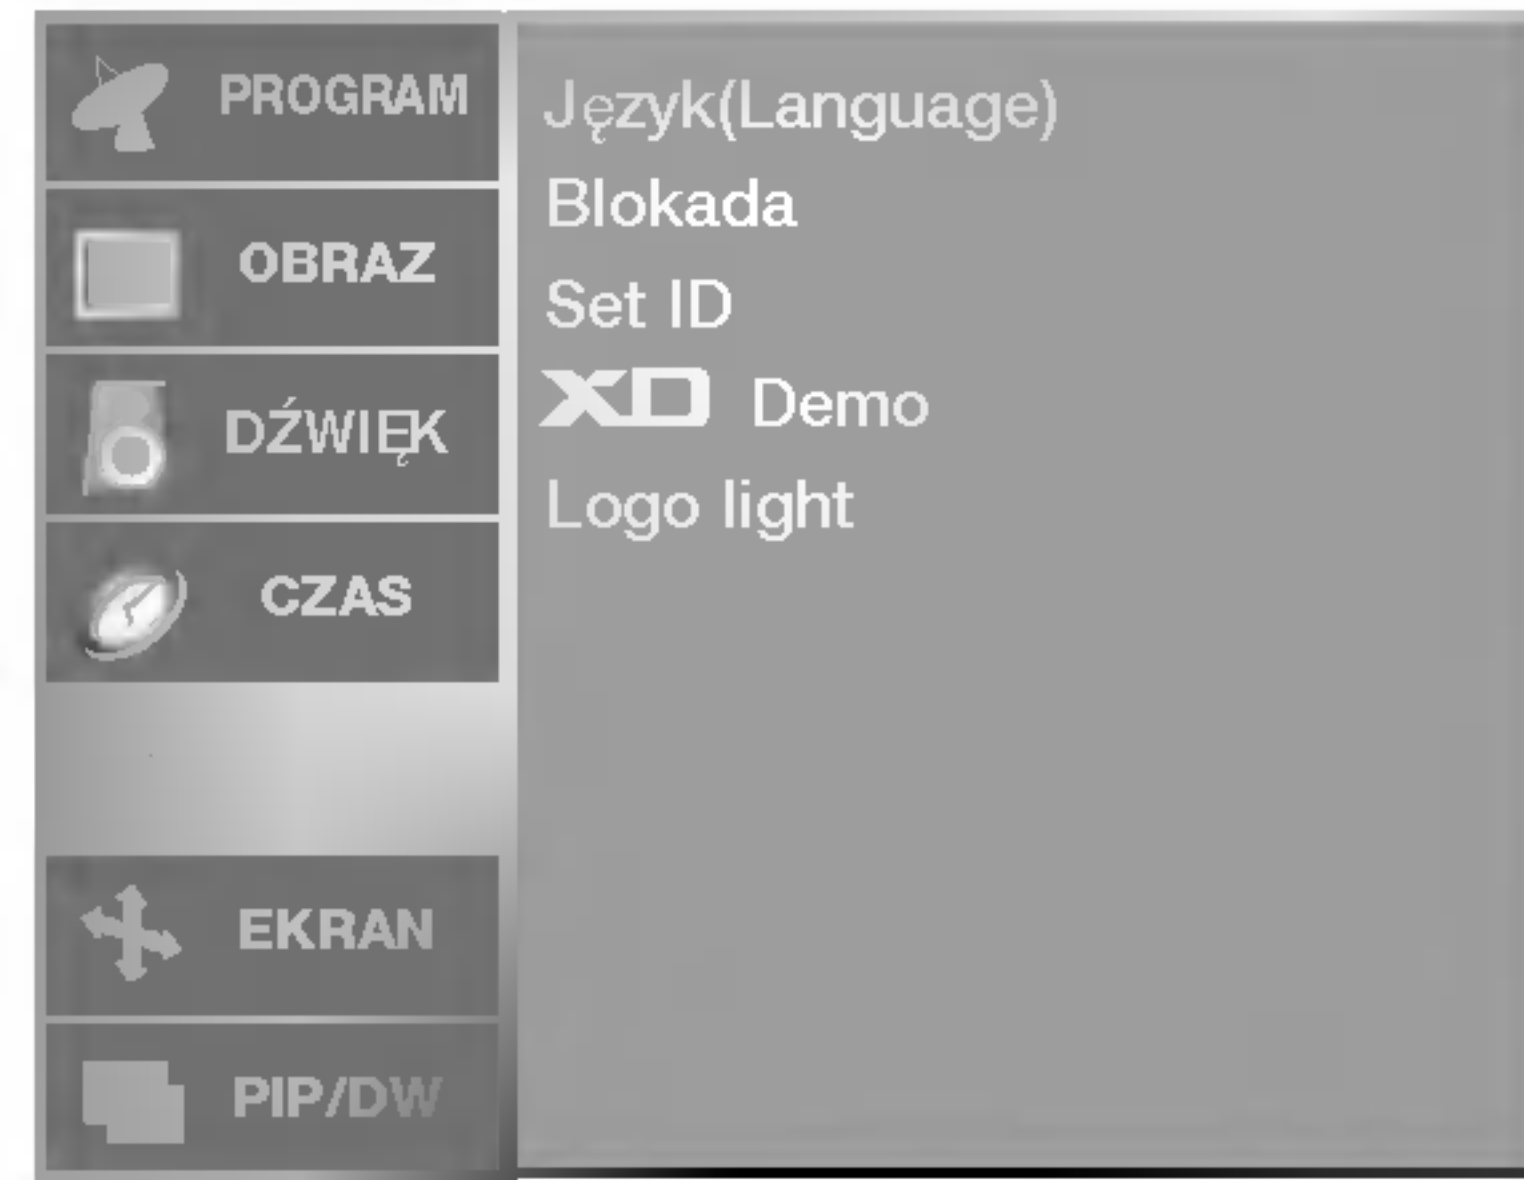 PROGRAM
OBRAZ
DŹWIĘK
CZAS
EKRAN
PIP/DW
Język(Language)
Blokada
Set ID
XD Demo
Logo light